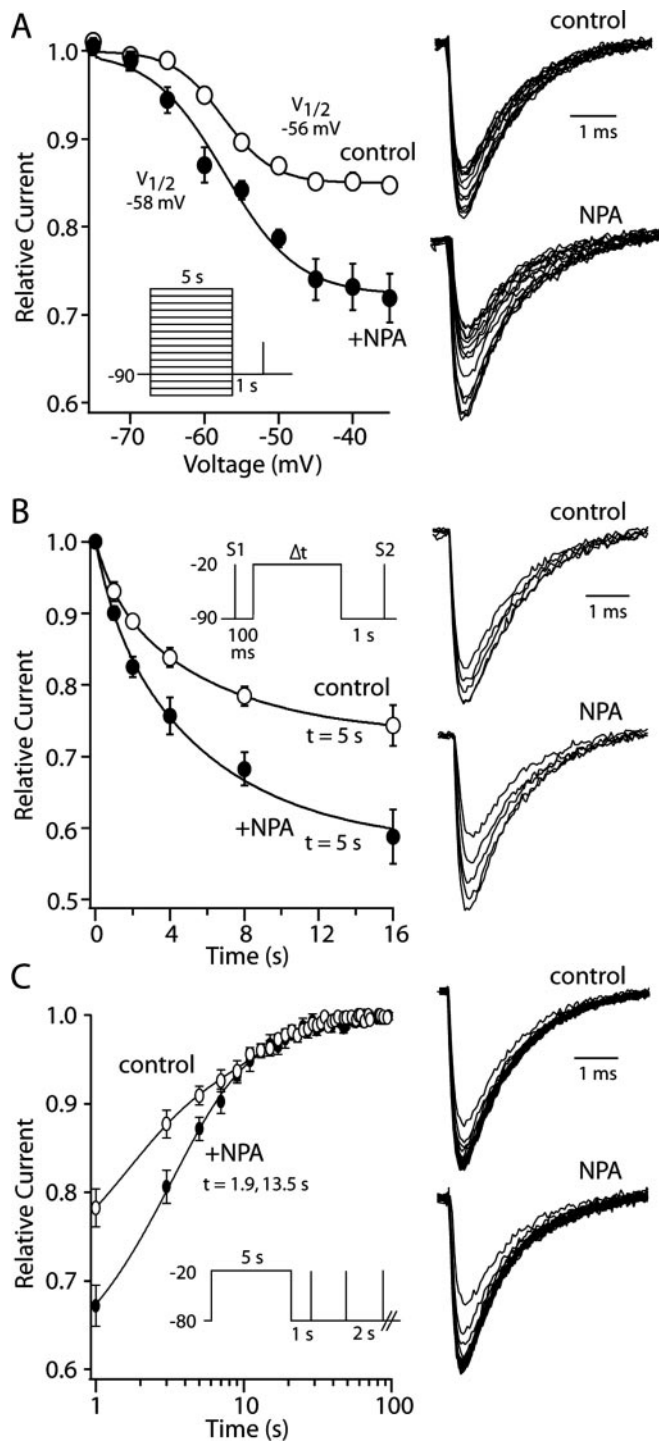 A
control
1.0
V1/2
-56 mV
control
0.9
V1/2
-58 mV
1 ms
NPA
0.8
Relative Current
5 s
0.7
+NPA
-90
1 s
0.6
-70
-60
-50
-40
Voltage (mV)
B
control
1.0
S1
Δt
S2
-20
0.9
-90
1 ms
100
ms
1 s
0.8
control
NPA
Relative Current
t = 5 s
0.7
+NPA
0.6
t = 5 s
0.5
0
4
8
12
16
Time (s)
C
control
1.0
control
1 ms
0.9
+NPA
t = 1.9, 13.5 s
Relative Current
NPA
0.8
5 s
-20
0.7
-80
1 s
2 s
0.6
1
10
100
Time (s)